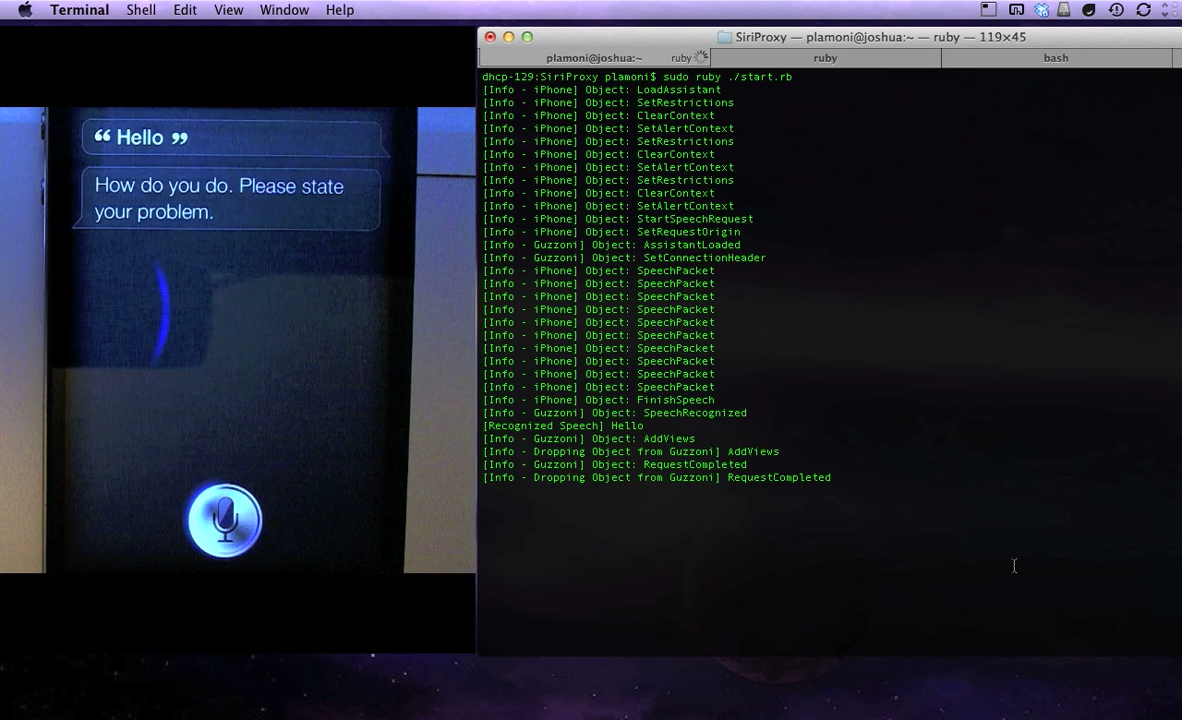 Terminal Shell Edit View Window Help
“ Hello ”
How do you do. Please state
your problem.
SiriProxy — plamoni@joshua:~ — ruby — 119×45
plamoni@joshua:~ ruby ruby bash
dhcp-129:SiriProxy plamoni$ sudo ruby ./start.rb
[Info - iPhone] Object: LoadAssistant
[Info - iPhone] Object: SetRestrictions
[Info - iPhone] Object: ClearContext
[Info - iPhone] Object: SetAlertContext
[Info - iPhone] Object: SetRestrictions
[Info - iPhone] Object: ClearContext
[Info - iPhone] Object: SetAlertContext
[Info - iPhone] Object: SetRestrictions
[Info - iPhone] Object: ClearContext
[Info - iPhone] Object: SetAlertContext
[Info - iPhone] Object: StartSpeechRequest
[Info - iPhone] Object: SetRequestOrigin
[Info - Guzzoni] Object: AssistantLoaded
[Info - Guzzoni] Object: SetConnectionHeader
[Info - iPhone] Object: SpeechPacket
[Info - iPhone] Object: SpeechPacket
[Info - iPhone] Object: SpeechPacket
[Info - iPhone] Object: SpeechPacket
[Info - iPhone] Object: SpeechPacket
[Info - iPhone] Object: SpeechPacket
[Info - iPhone] Object: SpeechPacket
[Info - iPhone] Object: SpeechPacket
[Info - iPhone] Object: SpeechPacket
[Info - iPhone] Object: SpeechPacket
[Info - iPhone] Object: FinishSpeech
[Info - Guzzoni] Object: SpeechRecognized
[Recognized Speech] Hello
[Info - Guzzoni] Object: AddViews
[Info - Dropping Object from Guzzoni] AddViews
[Info - Guzzoni] Object: RequestCompleted
[Info - Dropping Object from Guzzoni] RequestCompleted